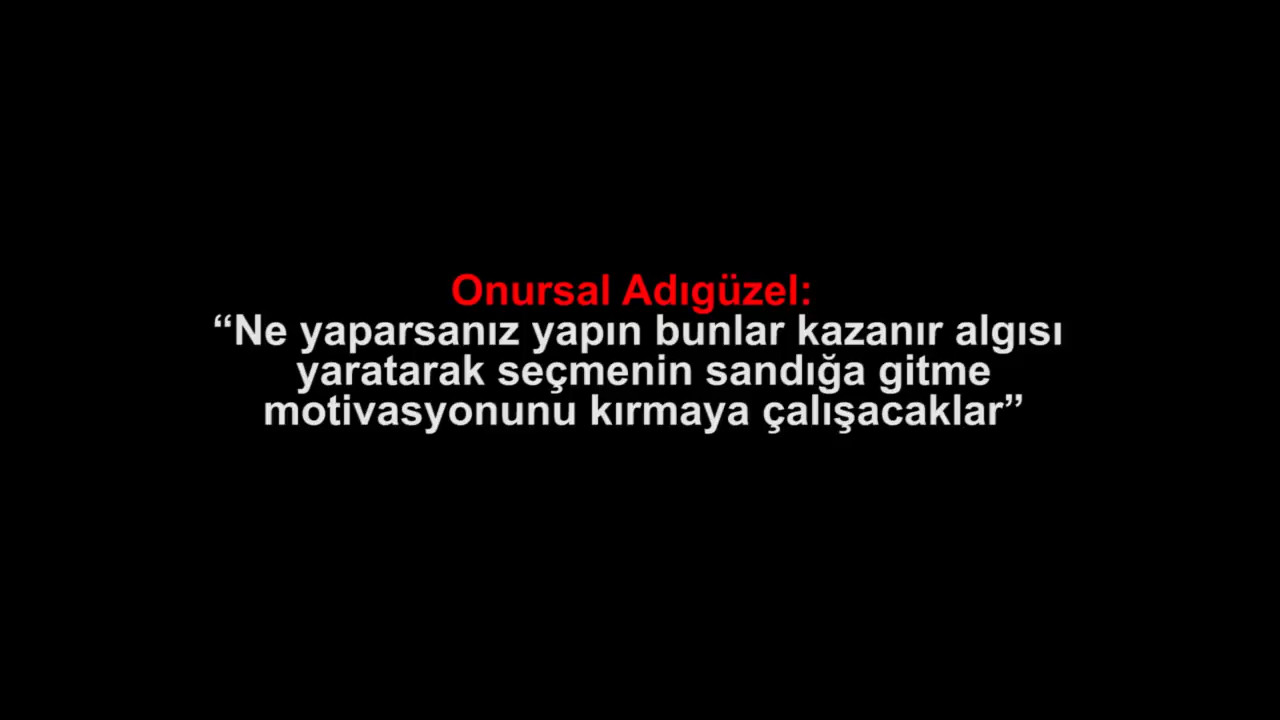 Onursal Adıgüzel:
“Ne yaparsanız yapın bunlar kazanır algısı
yaratarak seçmenin sandığa gitme
motivasyonunu kırmaya çalışacaklar”